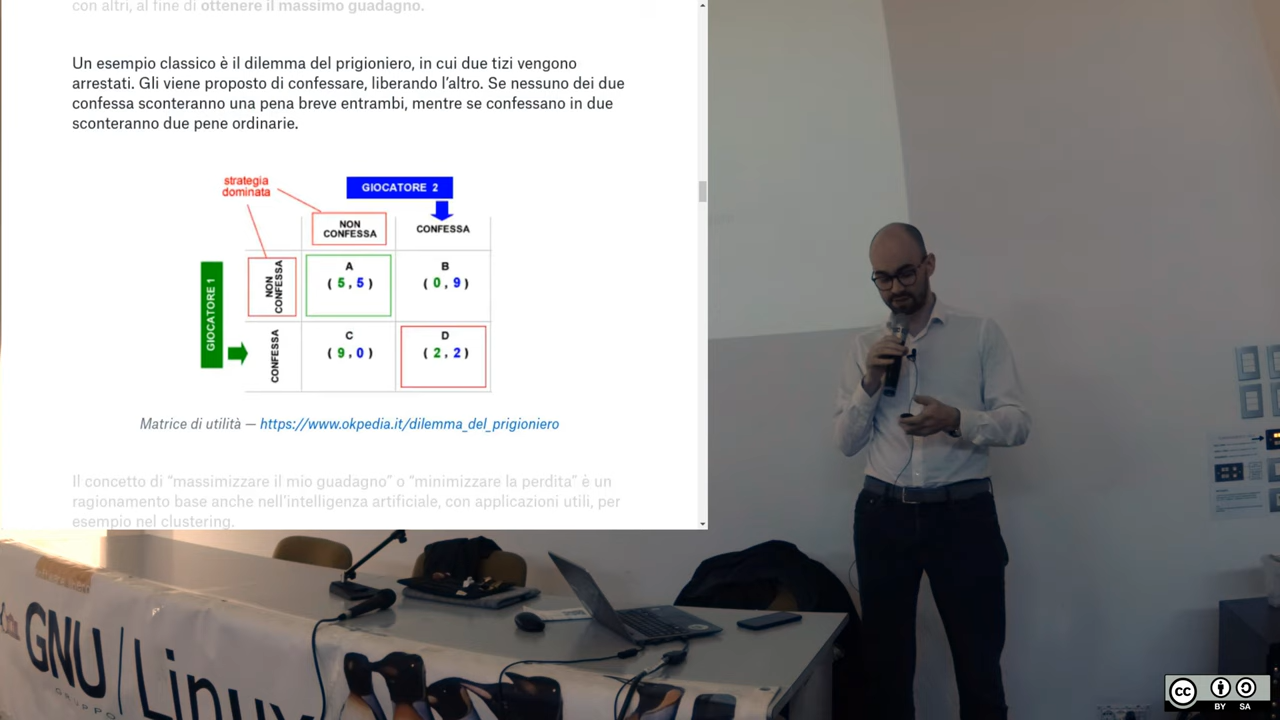 con altri, al fine di ottenere il massimo guadagno.
Un esempio classico è il dilemma del prigioniero, in cui due tizi vengono
arrestati. Gli viene proposto di confessare, liberando l’altro. Se nessuno dei due
confessa sconteranno una pena breve entrambi, mentre se confessano in due
sconteranno due pene ordinarie.
strategia
dominata
GIOCATORE 2
NON
CONFESSA
CONFESSA
GIOCATORE 1
NON
CONFESSA
A
( 5 , 5 )
B
( 0 , 9 )
CONFESSA
C
( 9 , 0 )
D
( 2 , 2 )
Matrice di utilità — https://www.okpedia.it/dilemma_del_prigioniero
Il concetto di “massimizzare il mio guadagno” o “minimizzare la perdita” è un
ragionamento base anche nell’intelligenza artificiale, con applicazioni utili, per
esempio nel clustering.
GNU/Linux
GRUPPO
cc
BY SA